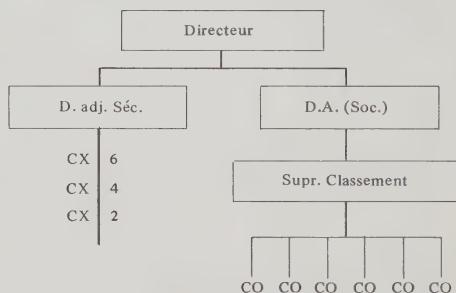 Directeur
D. adj. Séc.
D.A. (Soc.)
CX 6
CX 4
CX 2
Supr. Classement
CO CO CO CO CO CO